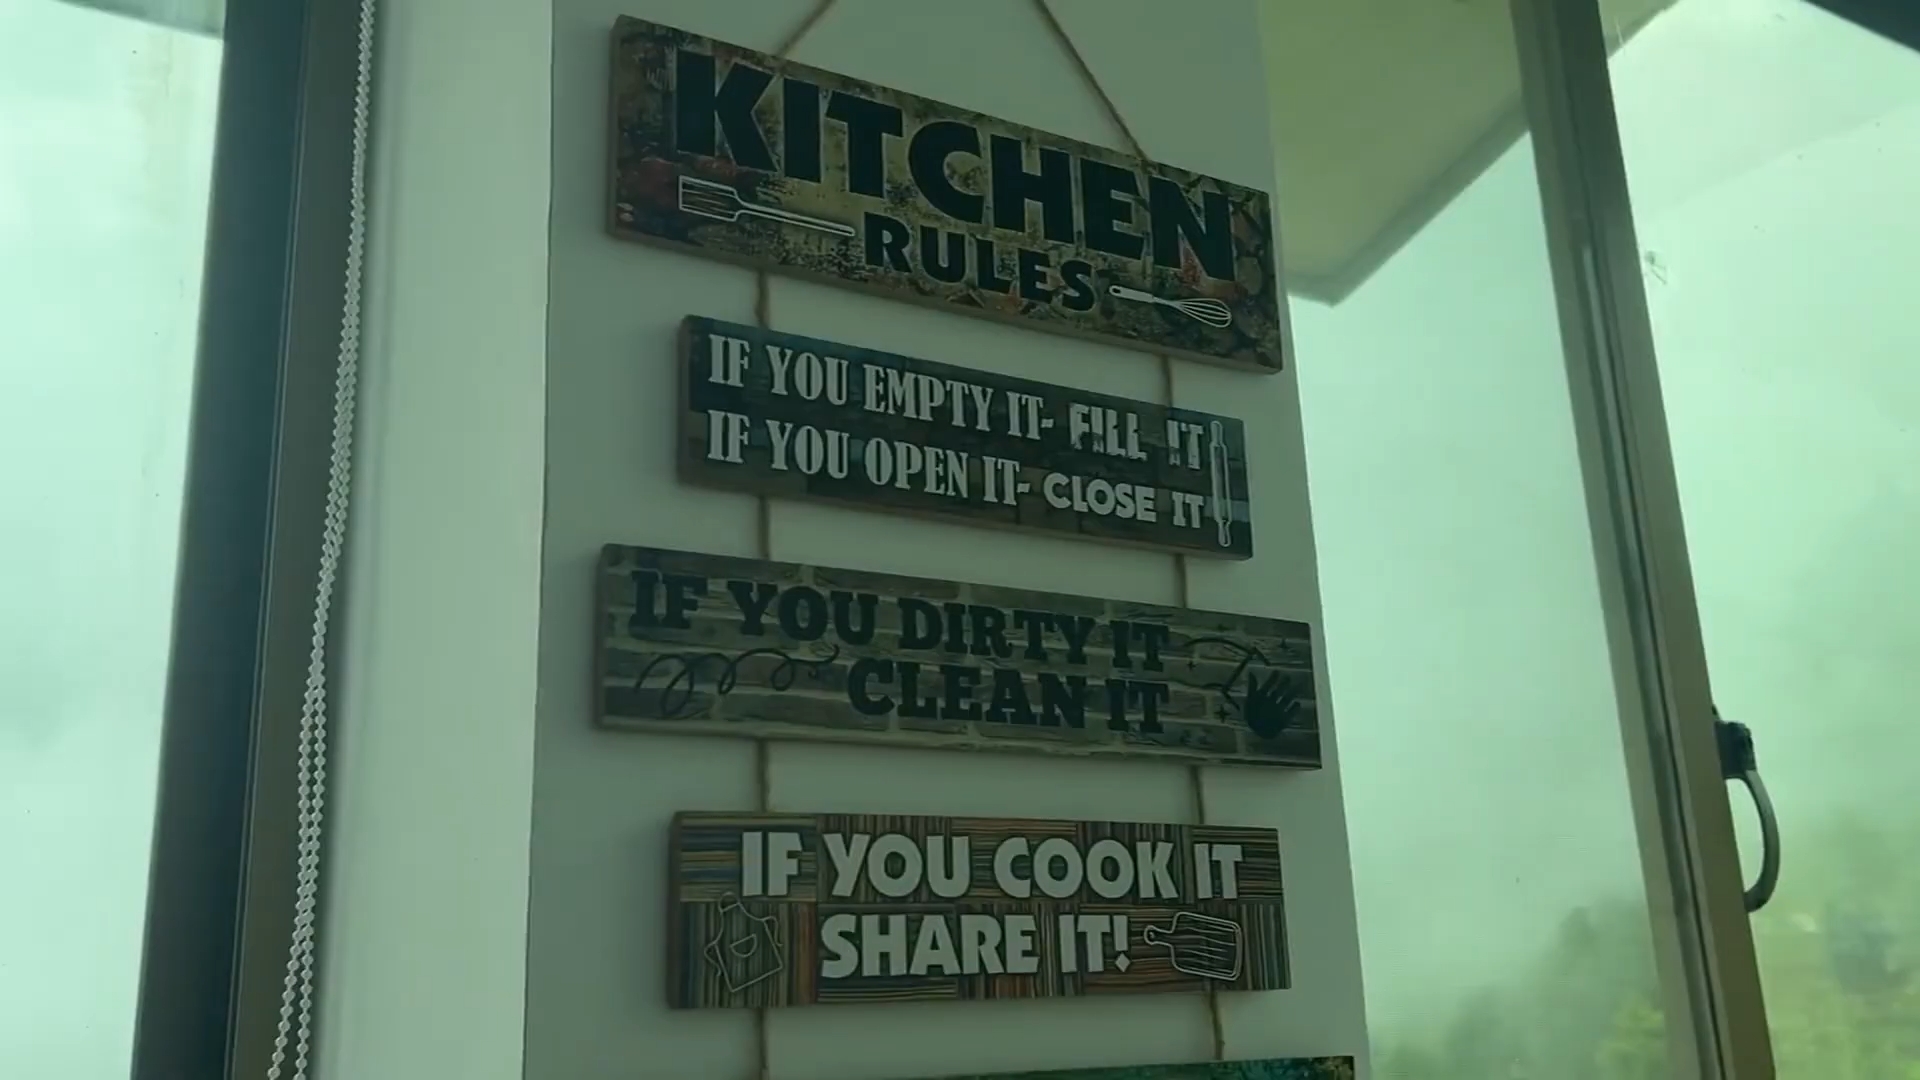 KITCHEN
RULES
IF YOU EMPTY IT- FILL IT
IF YOU OPEN IT- CLOSE IT
IF YOU DIRTY IT
CLEAN IT
IF YOU COOK IT
SHARE IT!